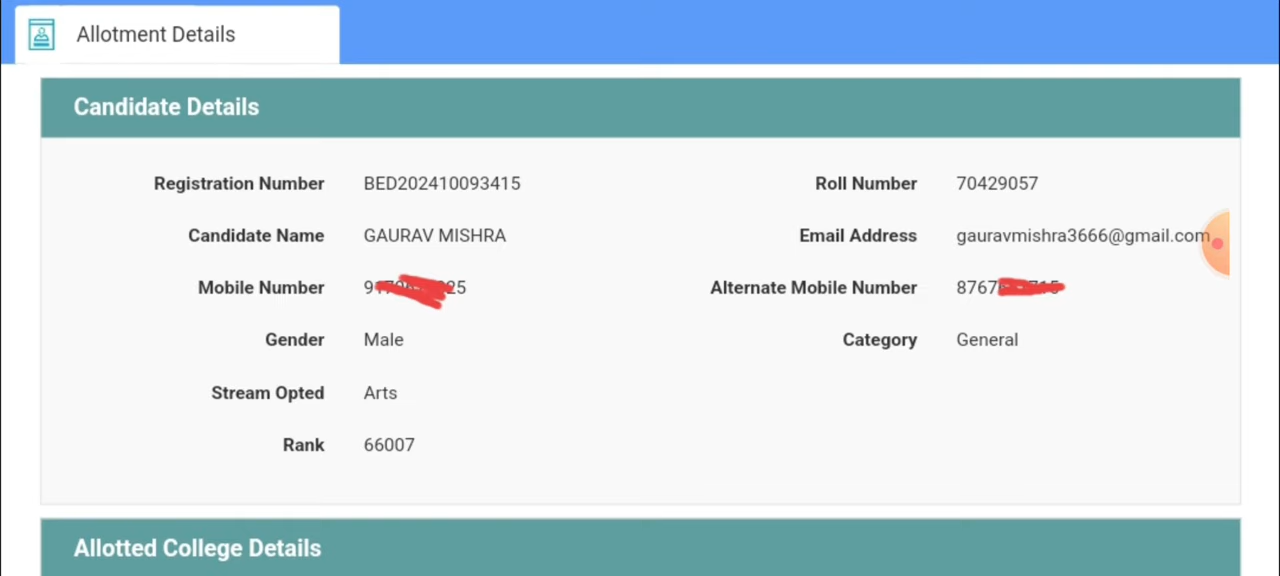 Allotment Details
Candidate Details
Registration Number BED202410093415 Roll Number 70429057
Candidate Name GAURAV MISHRA Email Address gauravmishra3666@gmail.com
Mobile Number Alternate Mobile Number
Gender Male Category General
Stream Opted Arts
Rank 66007
Allotted College Details